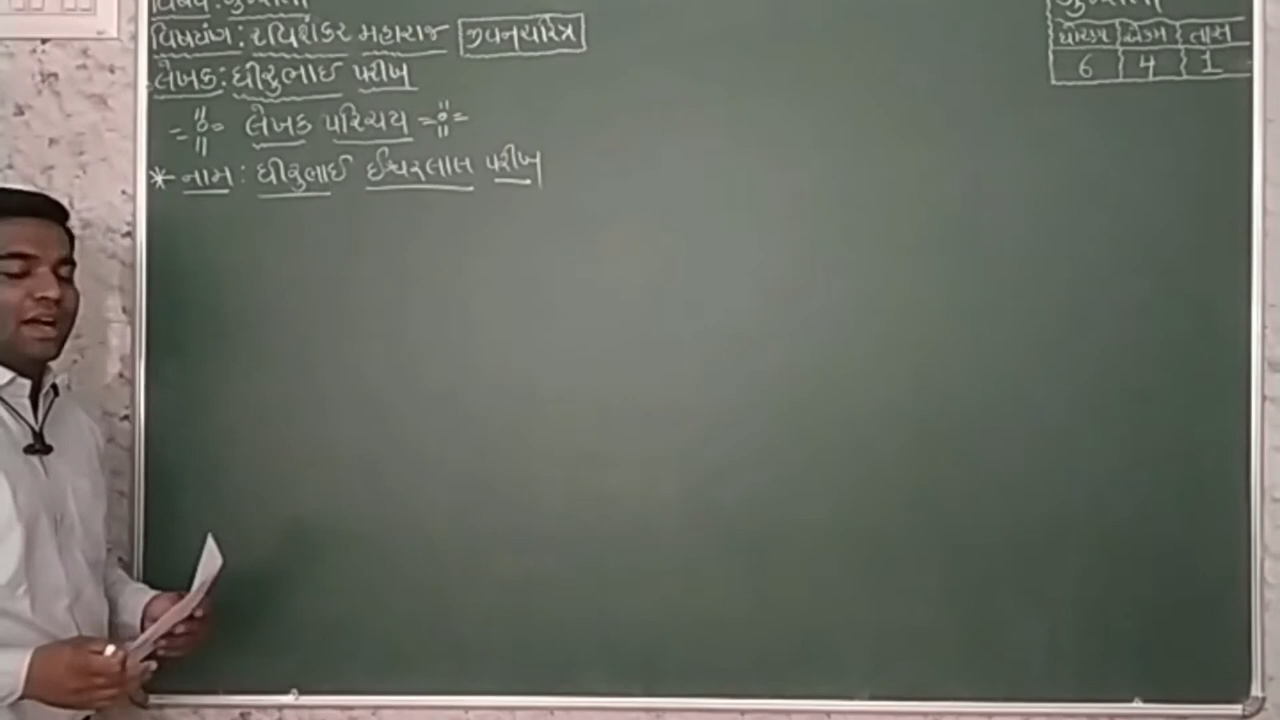 વિષય : ગુજરાતી
વિષયાંગ : રવિશંકર મહારાજ જીવનચરિત્ર
લેખક : ધીરુભાઈ પરીખ
લેખક પરિચય
* નામ : ધીરુભાઈ ઈશ્વરલાલ પરીખ
ગુજરાતી
ધોરણ એકમ તાસ
6 4 1